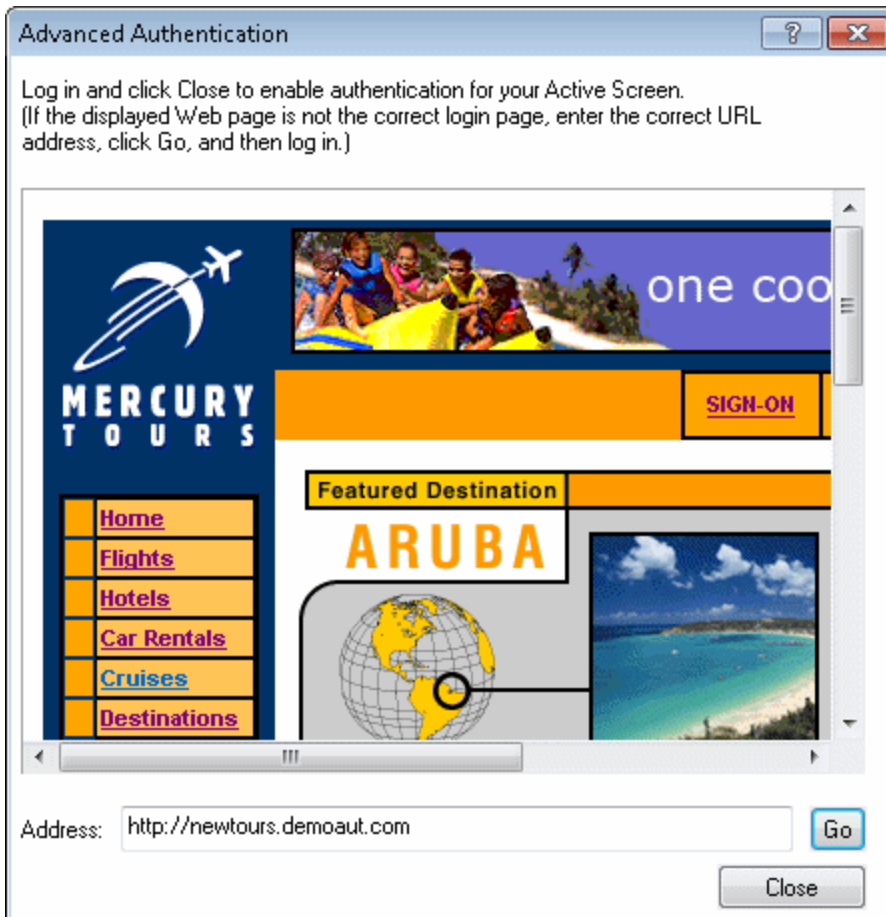 Advanced Authentication
Log in and click Close to enable authentication for your Active Screen.
(If the displayed Web page is not the correct login page, enter the correct URL
address, click Go, and then log in.)
one coo
MERCURY
TOURS
SIGN-ON
Featured Destination
ARUBA
Home
Flights
Hotels
Car Rentals
Cruises
Destinations
Address: http://newtours.demoaut.com Go
Close